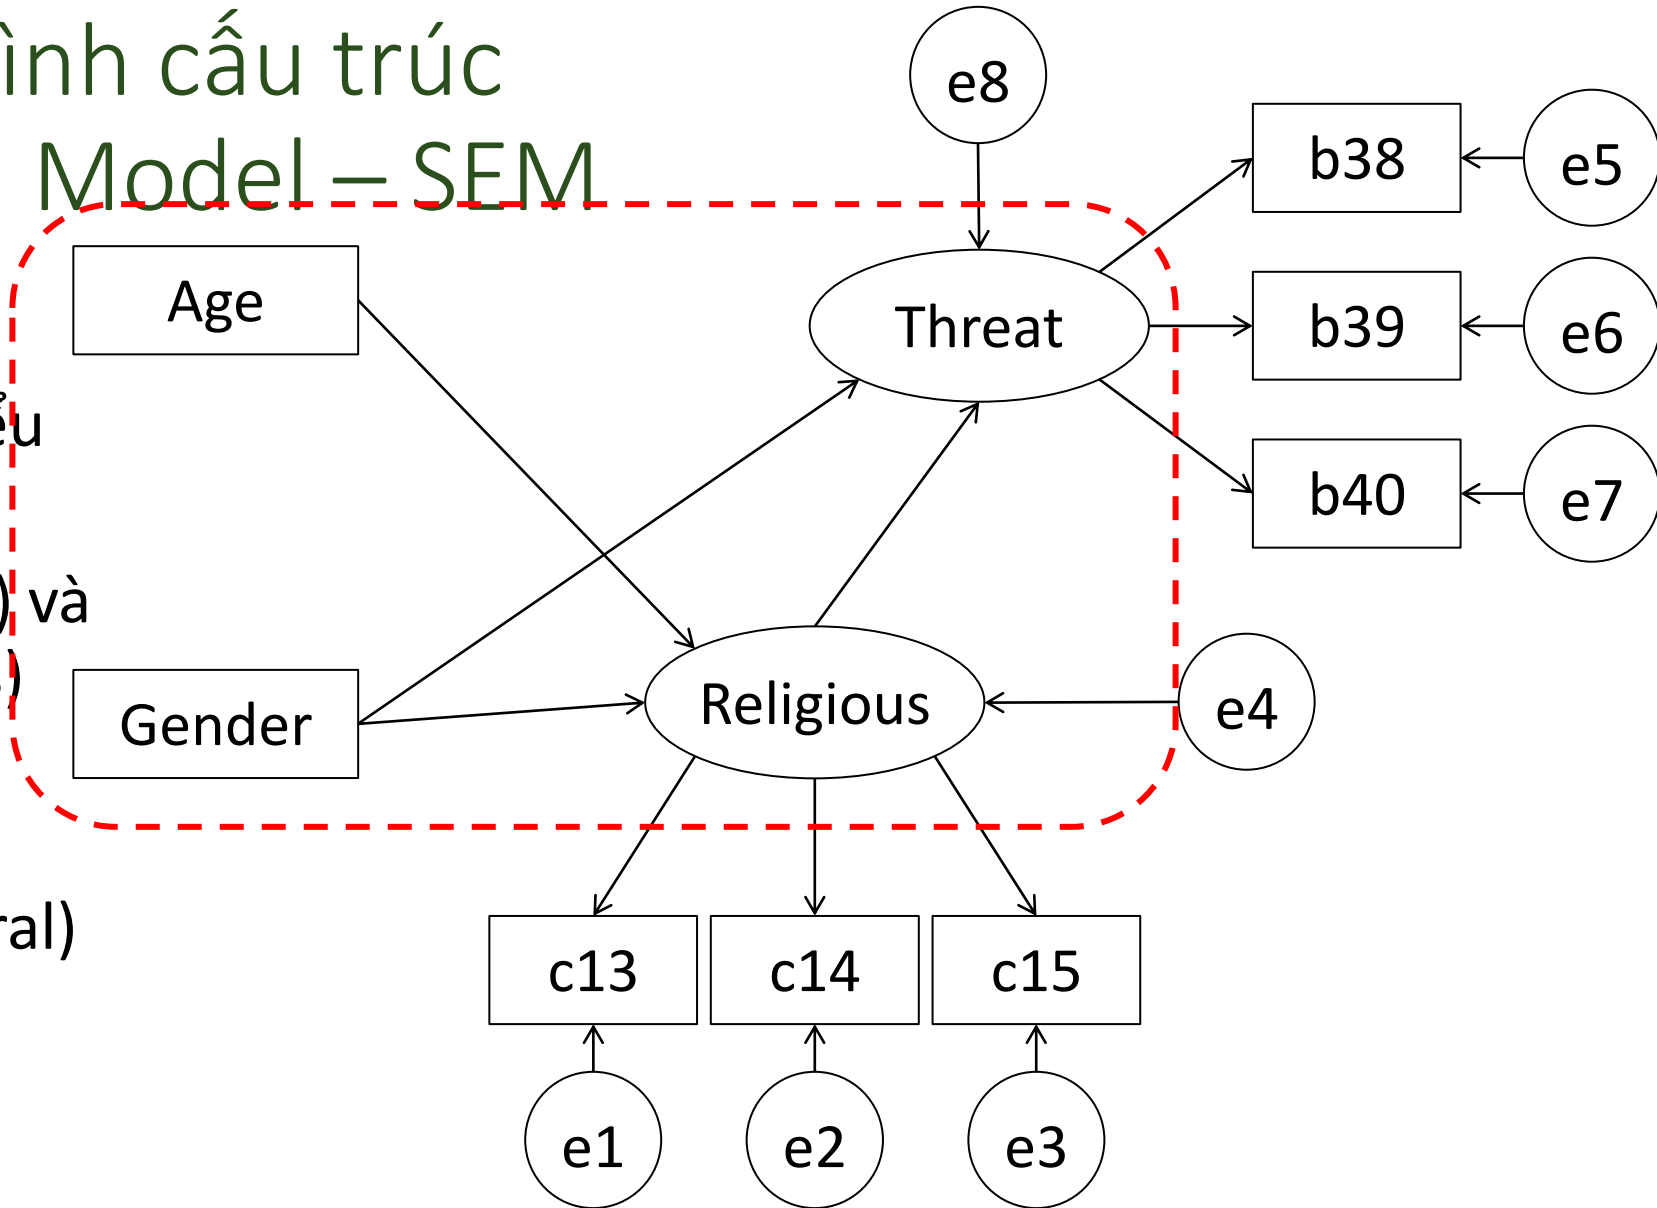 ình cấu trúc
Model – SEM
e8
b38
e5
Age
Threat
b39
e6
b40
e7
) và
Gender
Religious
e4
ral)
c13
c14
c15
e1
e2
e3